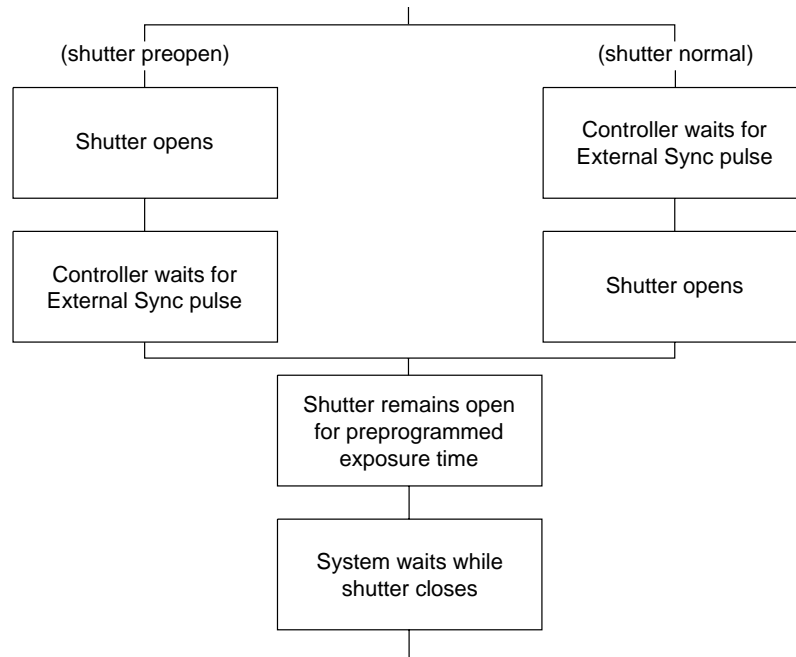 (shutter preopen)
(shutter normal)
Shutter opens
Controller waits for
External Sync pulse
Controller waits for
External Sync pulse
Shutter opens
Shutter remains open
for preprogrammed
exposure time
System waits while
shutter closes